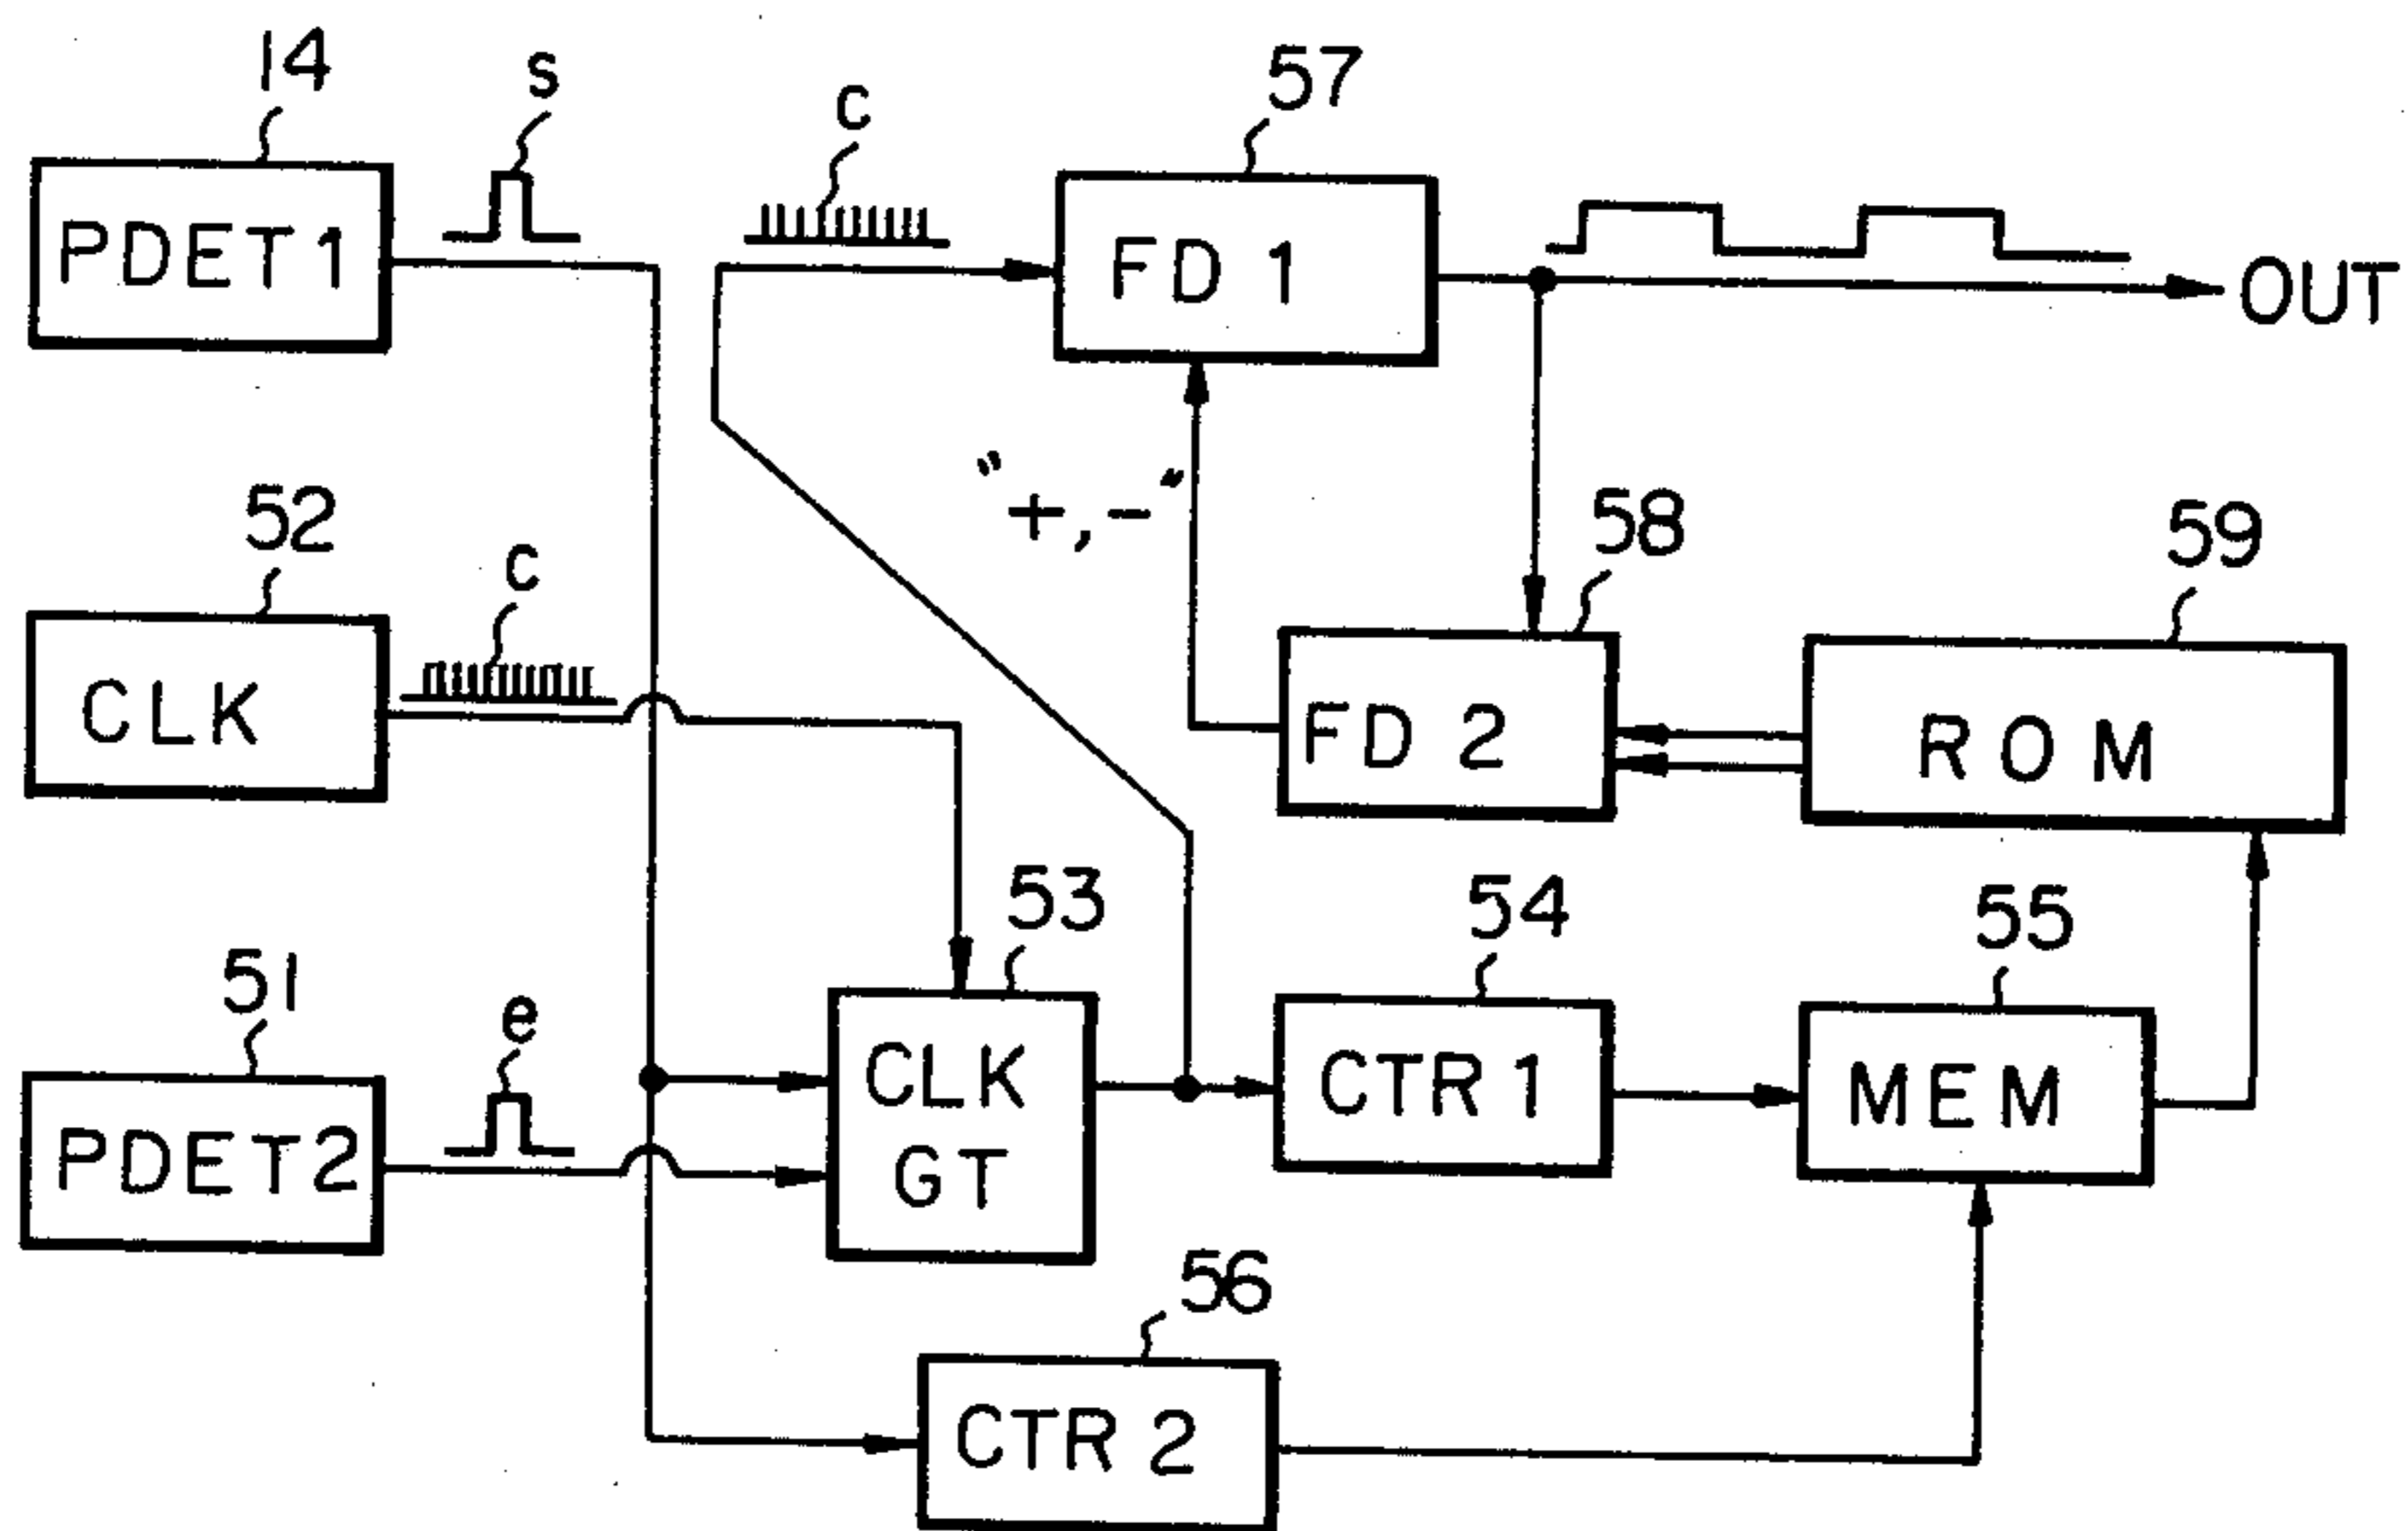 14
s
c
57
PDET1
FD 1
OUT
52
c
"+,-"
58
59
CLK
FD 2
ROM
51
e
53
54
55
PDET2
CLK
GT
CTR1
MEM
56
CTR 2